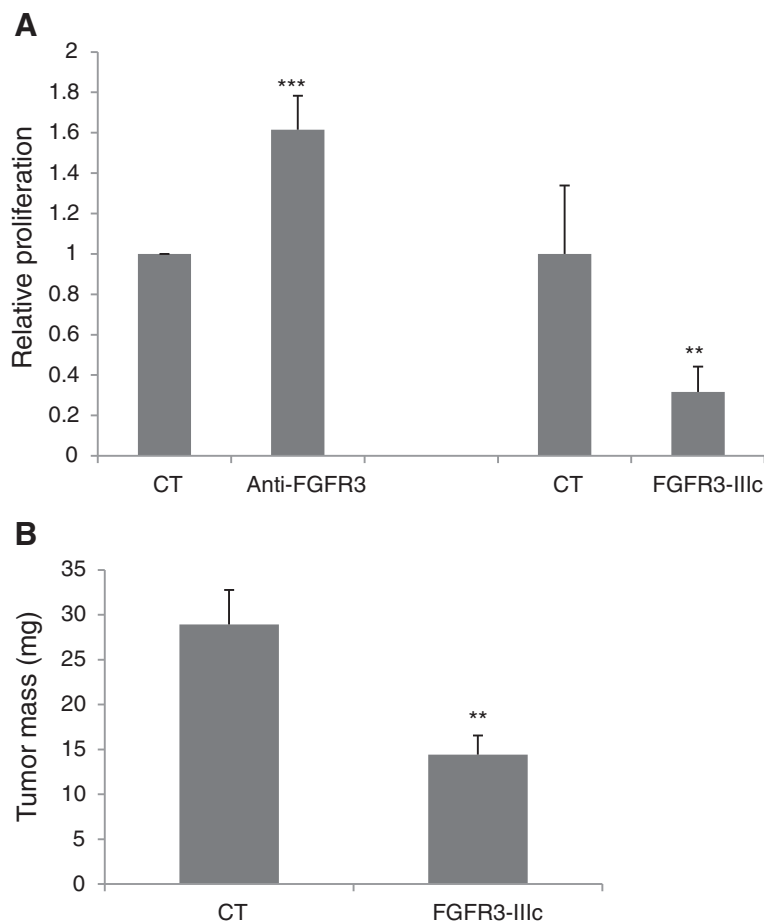 A
Relative proliferation
2
1.8
1.6
1.4
1.2
1
0.8
0.6
0.4
0.2
0
***
**
CT
Anti-FGFR3
CT
FGFR3-IIIc
B
Tumor mass (mg)
35
30
25
20
15
10
5
0
**
CT
FGFR3-IIIc